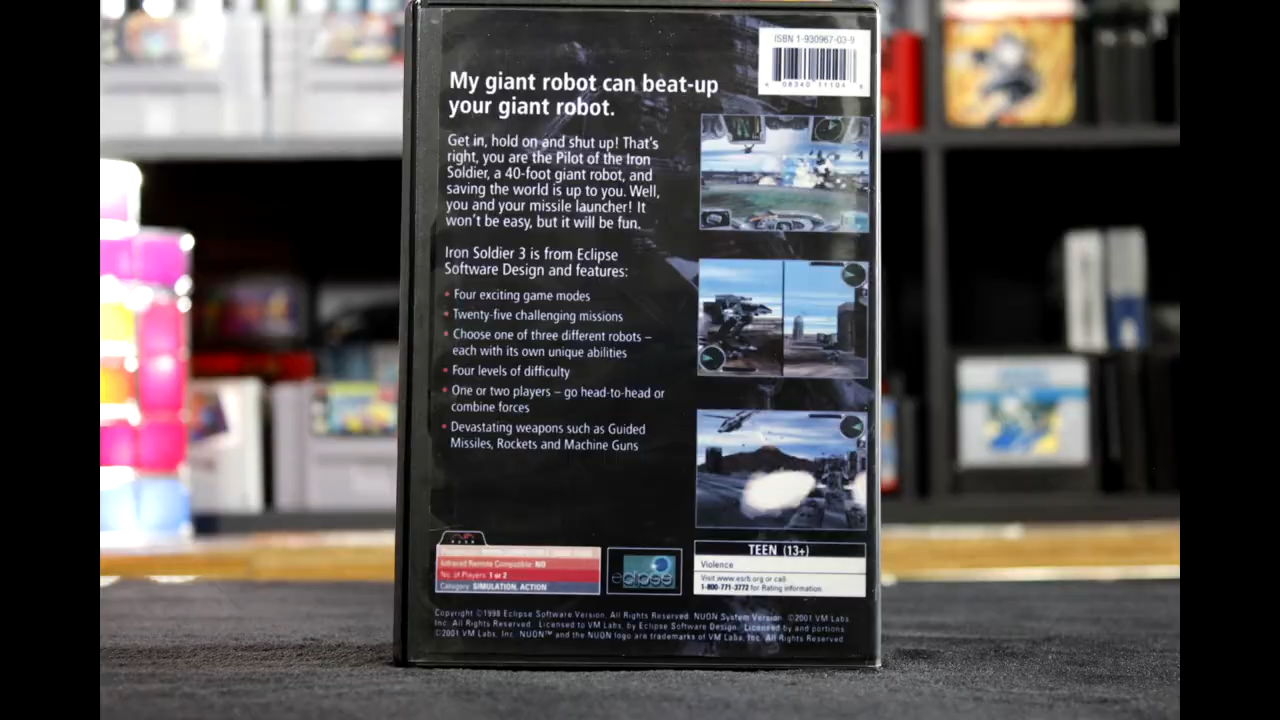 ISBN 1-930967-03-9
08340 11104
My giant robot can beat-up
your giant robot.
Get in, hold on and shut up! That's
right, you are the Pilot of the Iron
Soldier, a 40-foot giant robot, and
saving the world is up to you. Well,
you and your missile launcher! It
won't be easy, but it will be fun.
Iron Soldier 3 is from Eclipse
Software Design and features:
• Four exciting game modes
• Twenty-five challenging missions
• Choose one of three different robots –
each with its own unique abilities
• Four levels of difficulty
• One or two players – go head-to-head or
combine forces
• Devastating weapons such as Guided
Missiles, Rockets and Machine Guns
Infrared Remote Compatible: NO
No. of Players: 1 or 2
Category: SIMULATION, ACTION
eclipse
TEEN (13+)
Violence
Visit www.esrb.org or call
1-800-771-3772 for Rating information.
Copyright ©1998 Eclipse Software Version. All Rights Reserved. NUON System Version ©2001 VM Labs,
Inc. All Rights Reserved. Licensed to VM Labs, by Eclipse Software Design. Licensed by and portions
©2001 VM Labs, Inc. NUON™ and the NUON logo are trademarks of VM Labs, Inc. All Rights Reserved